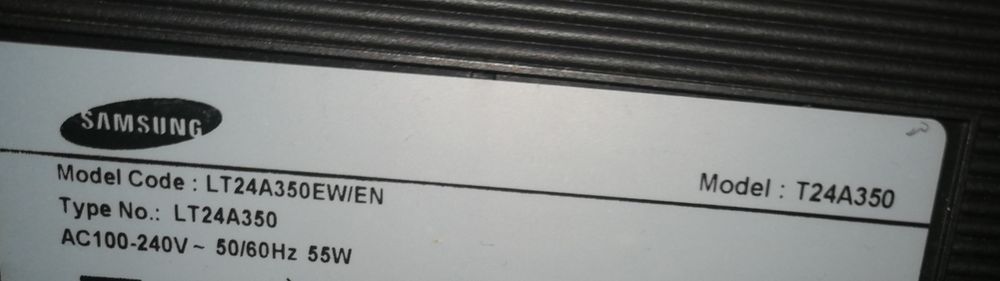 SAMSUNG
Model Code : LT24A350EW/EN
Model : T24A350
Type No.: LT24A350
AC100-240V~ 50/60Hz 55W